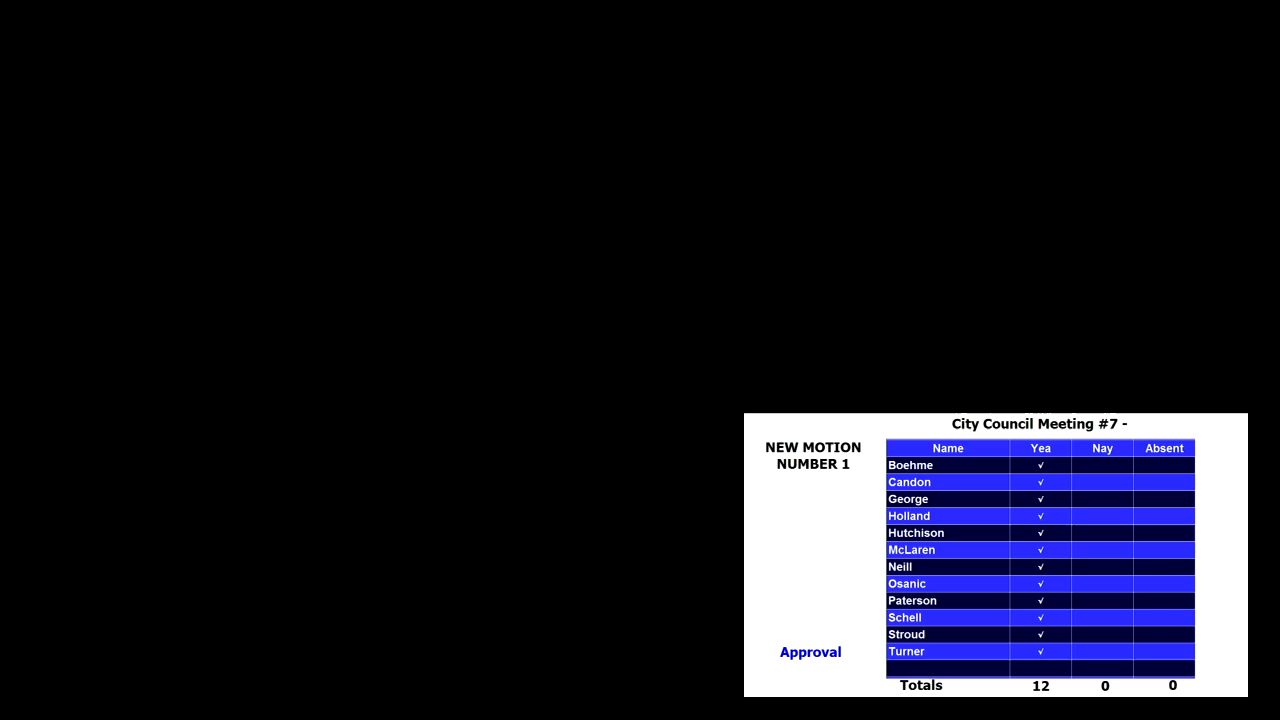 City Council Meeting #7 -
NEW MOTION
NUMBER 1
Name Yea Nay Absent
Boehme √
Candon √
George √
Holland √
Hutchison √
McLaren √
Neill √
Osanic √
Paterson √
Schell √
Stroud √
Approval
Turner √
Totals 12 0 0